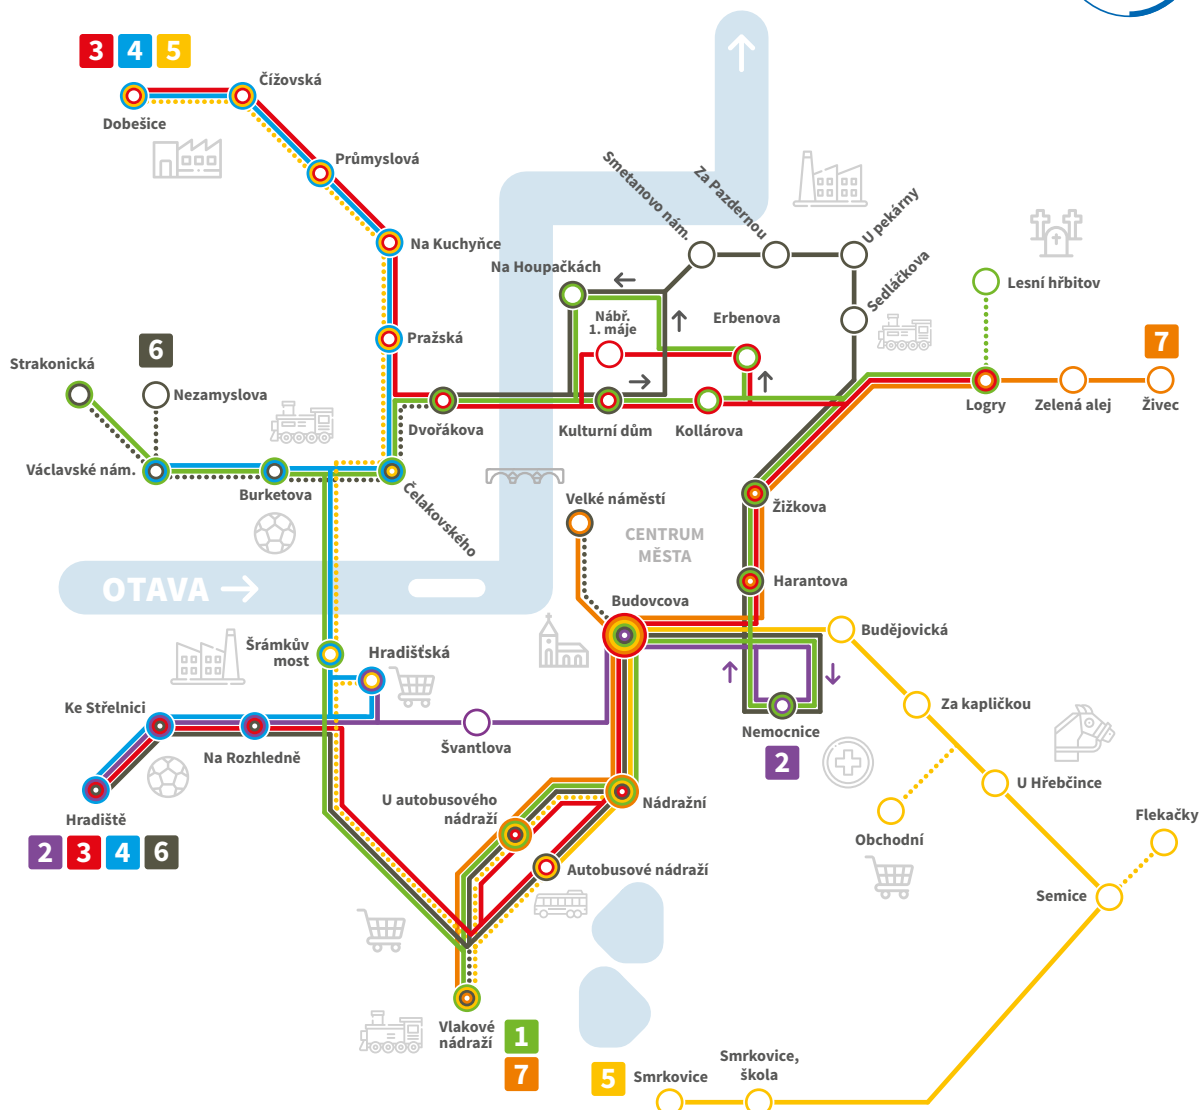 3 4 5
Čížovská
Dobešice
Průmyslová
Na Kuchyňce
Smetanovo nám.
Za Pazdernou
U pekárny
Sedláčkova
Na Houpačkách
Nábř.
1. máje
Erbenova
Lesní hřbitov
Pražská
6
7
Strakonická
Nezamyslova
Dvořákova
Kulturní dům
Kollárova
Logry
Zelená alej
Živec
Václavské nám.
Burketova
Čelakovského
Velké náměstí
CENTRUM
MĚSTA
Žižkova
OTAVA
Harantova
Budovcova
Budějovická
Šrámkův
most
Hradišťská
Ke Střelnici
Na Rozhledně
Švantlova
Nemocnice
2
Za kapličkou
U Hřebčince
Hradiště
2 3 4 6
U autobusového
nádraží
Nádražní
Obchodní
Flekačky
Autobusové nádraží
Semice
Vlakové
nádraží
1
7
5
Smrkovice
Smrkovice,
škola